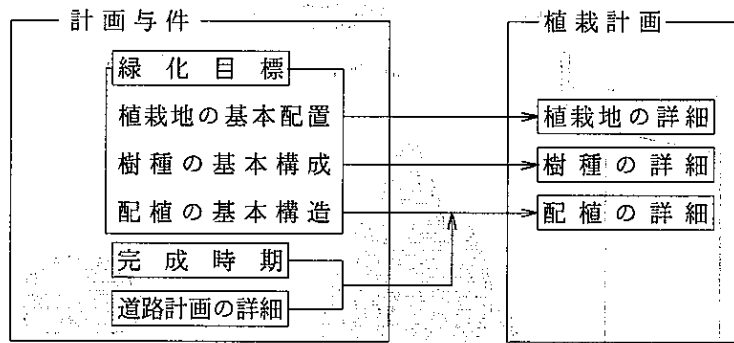 計画与件
緑化目標
植栽地の基本配置
樹種の基本構成
配植の基本構造
完成時期
道路計画の詳細
植栽計画
植栽地の詳細
樹種の詳細
配植の詳細